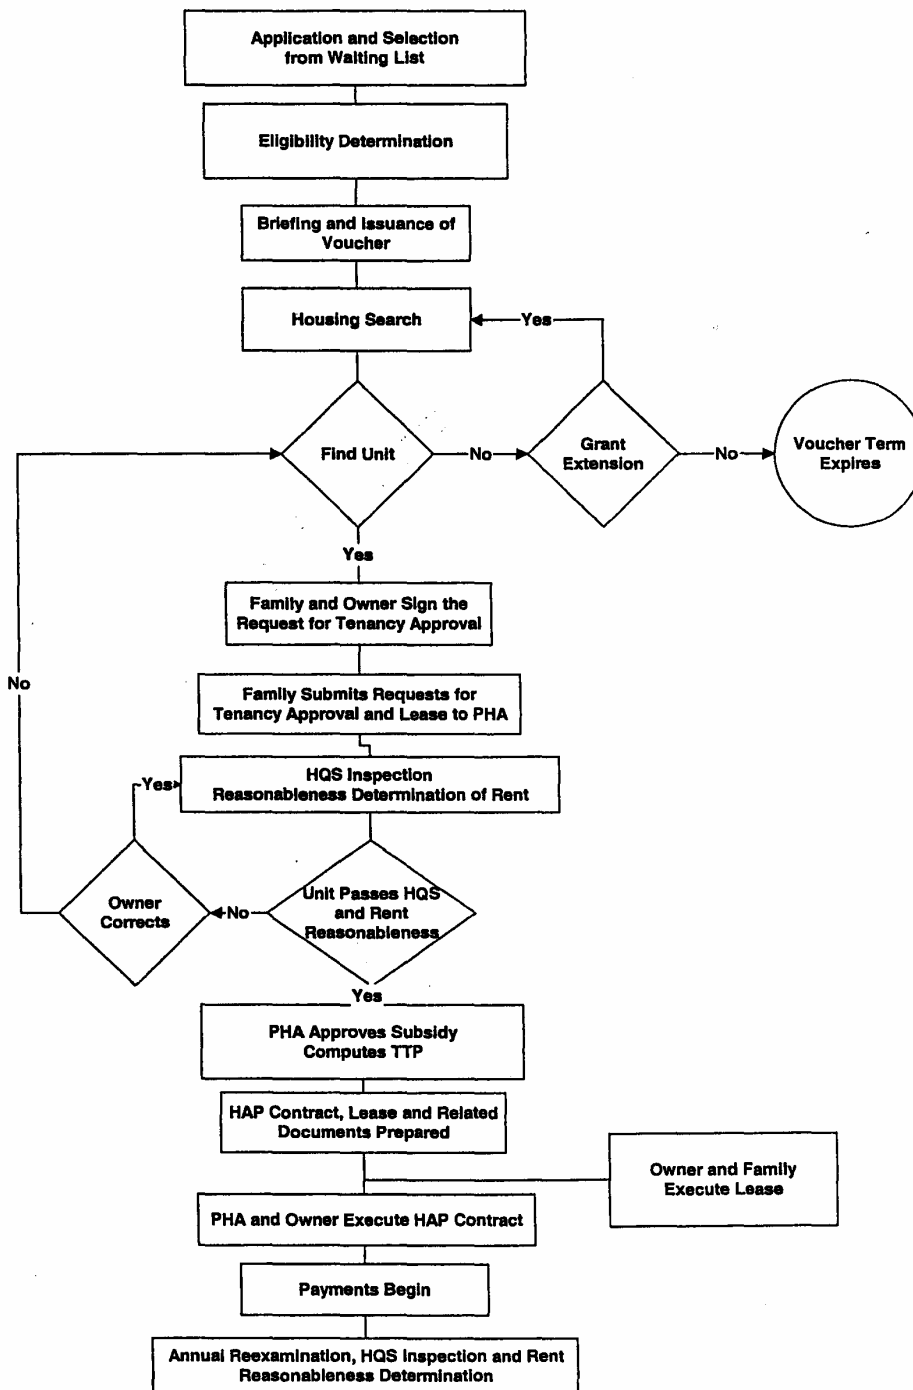 Application and Selection
from Waiting List
Eligibility Determination
Briefing and Issuance of
Voucher
Housing Search
Yes
Find Unit
No
Grant
Extension
No
Voucher Term
Expires
Yes
Family and Owner Sign the
Request for Tenancy Approval
No
Family Submits Requests for
Tenancy Approval and Lease to PHA
HQS Inspection
Reasonableness Determination of Rent
Yes
Owner
Corrects
No
Unit Passes HQS
and Rent
Reasonableness
Yes
PHA Approves Subsidy
Computes TTP
HAP Contract, Lease and Related
Documents Prepared
Owner and Family
Execute Lease
PHA and Owner Execute HAP Contract
Payments Begin
Annual Reexamination, HQS Inspection and Rent
Reasonableness Determination